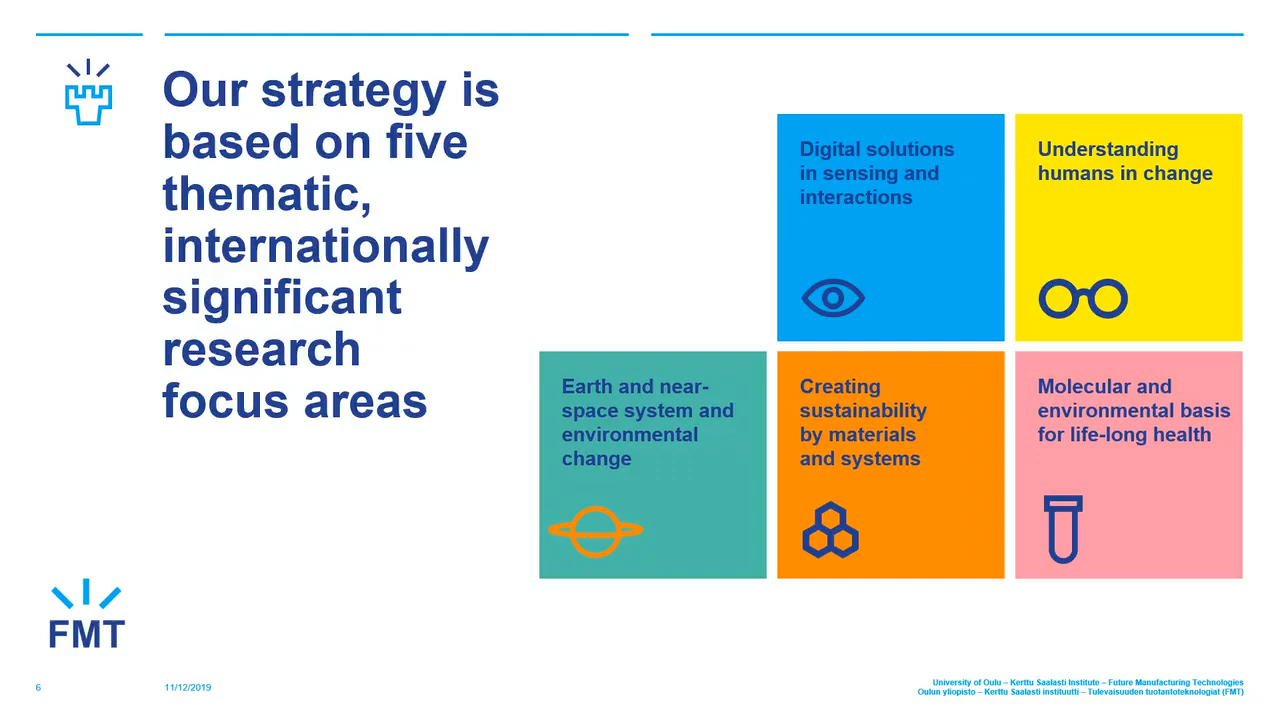 Our strategy is
based on five
thematic,
internationally
significant
research
focus areas
Digital solutions
in sensing and
interactions
Understanding
humans in change
Earth and near-
space system and
environmental
change
Creating
sustainability
by materials
and systems
Molecular and
environmental basis
for life-long health
FMT
6
11/12/2019
University of Oulu – Kerttu Saalasti Institute – Future Manufacturing Technologies
Oulun yliopisto – Kerttu Saalasti instituutti – Tulevaisuuden tuotantoteknologiat (FMT)